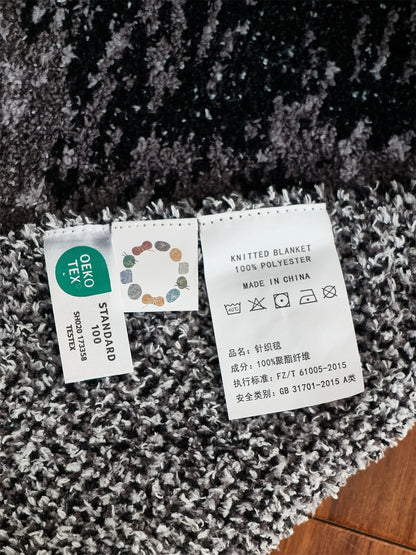 OEKO
TEX
STANDARD
100
SH020 173358
TESTEX
KNITTED BLANKET
100% POLYESTER
MADE IN CHINA
40℃
品名：针织毯
成分：100%聚酯纤维
执行标准：FZ/T 61005-2015
安全类别：GB 31701-2015 A类